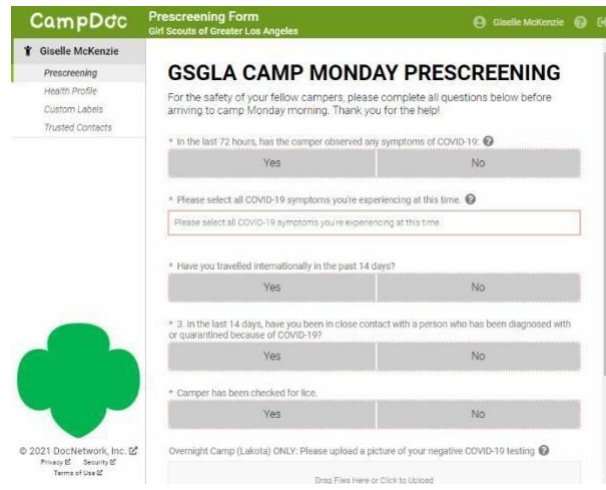 CampDoc
Prescreening Form
Girl Scouts of Greater Los Angeles
Giselle McKenzie
Giselle McKenzie
Prescreening
Health Profile
Custom Labels
Trusted Contacts
GSGLA CAMP MONDAY PRESCREENING
For the safety of your fellow campers, please complete all questions below before
arriving to camp Monday morning. Thank you for the help!
* In the last 72 hours, has the camper observed any symptoms of COVID-19:
Yes No
* Please select all COVID-19 symptoms you're experiencing at this time.
Please select all COVID-19 symptoms you're experiencing at this time.
* Have you travelled internationally in the past 14 days?
Yes No
* 3. In the last 14 days, have you been in close contact with a person who has been diagnosed with
or quarantined because of COVID-19?
Yes No
* Camper has been checked for lice.
Yes No
Overnight Camp (Lakota) ONLY: Please upload a picture of your negative COVID-19 testing
Drag Files Here or Click to Upload
© 2021 DocNetwork, Inc.
Privacy Security
Terms of Use